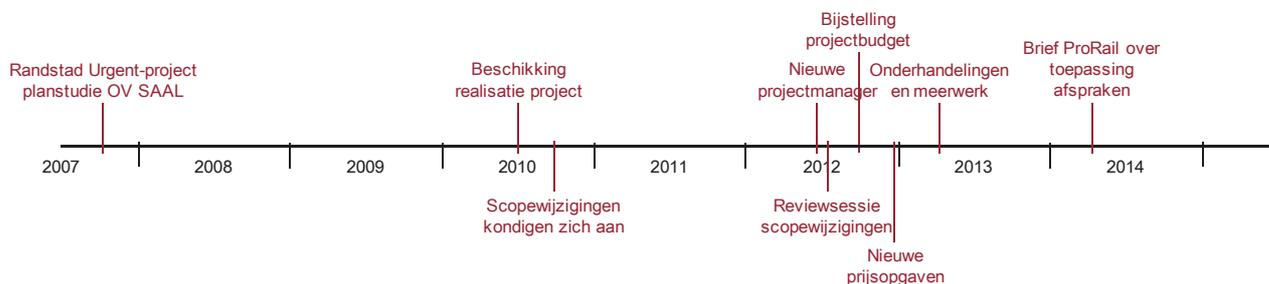 Bijstelling
projectbudget
Randstad Urgent-project
planstudie OV SAAL
Beschikking
realisatie project
Nieuwe
projectmanager
Onderhandelingen
en meerwerk
Brief ProRail over
toepassing
afspraken
2007
2008
2009
2010
2011
2012
2013
2014
Scopewijzigingen
kondigen zich aan
Reviewsessie
scopewijzigingen
Nieuwe
prijsopgaven